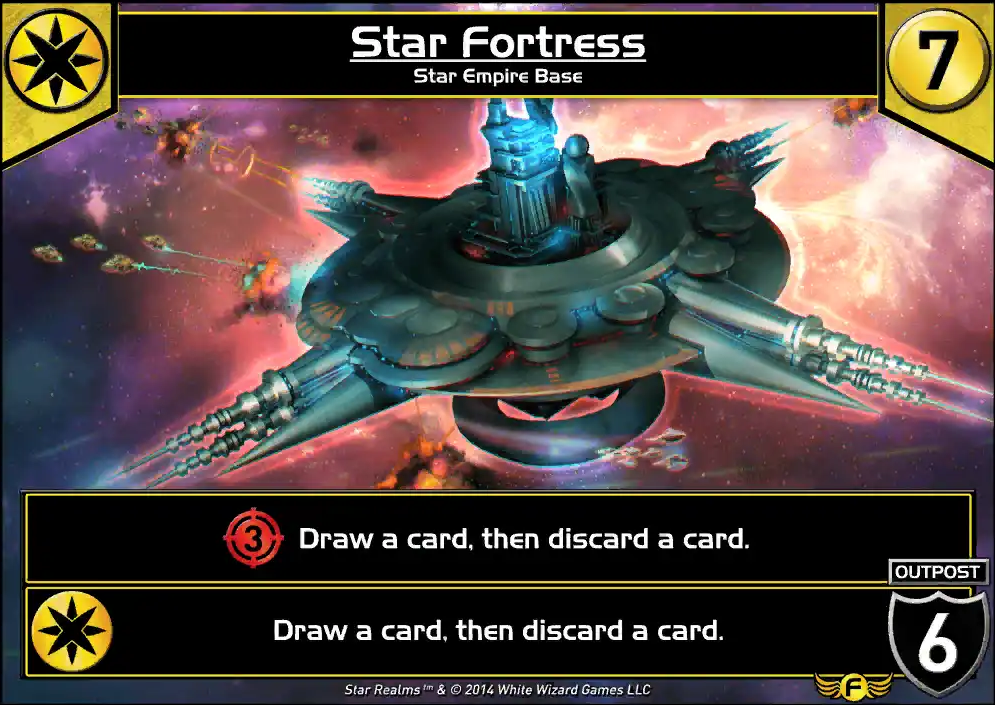 Star Fortress
7
Star Empire Base
3 Draw a card, then discard a card.
OUTPOST
Draw a card, then discard a card.
6
Star Realms™ & © 2014 White Wizard Games LLC
F